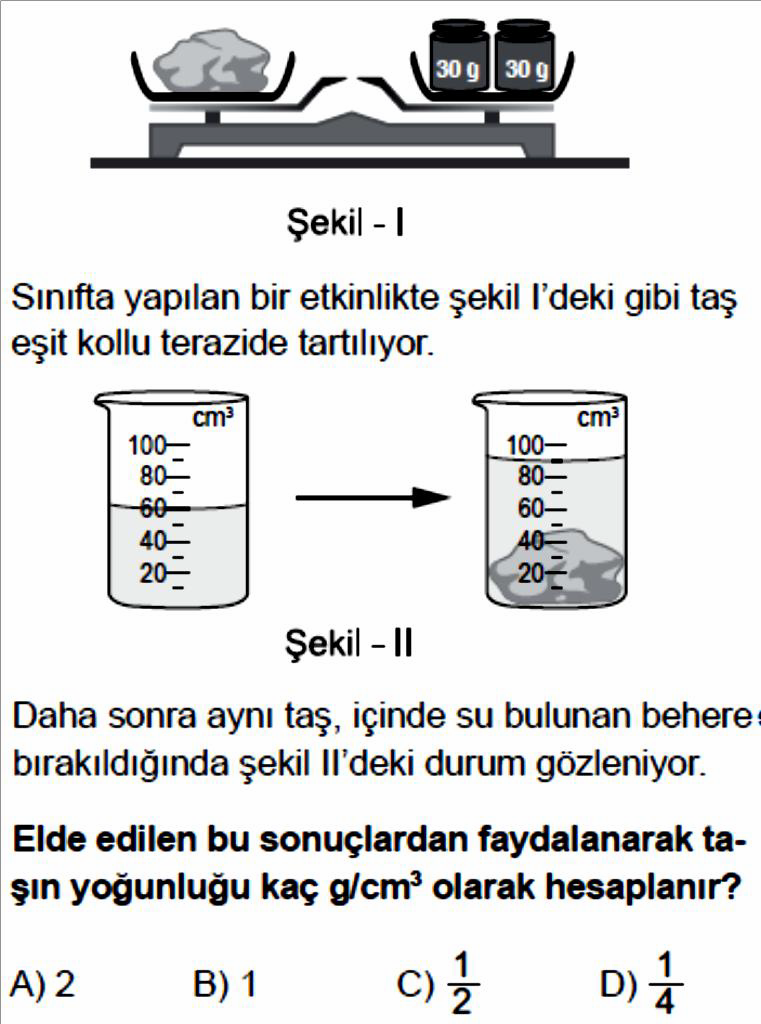 30 g 30 g
Şekil - I
Sınıfta yapılan bir etkinlikte şekil I'deki gibi taş
eşit kollu terazide tartılıyor.
cm³ cm³
100 100
80 80
60 60
40 40
20 20
Şekil - II
Daha sonra aynı taş, içinde su bulunan behere
bırakıldığında şekil II'deki durum gözleniyor.
Elde edilen bu sonuçlardan faydalanarak ta-
şın yoğunluğu kaç g/cm³ olarak hesaplanır?
A) 2 B) 1 C) 1/2 D) 1/4